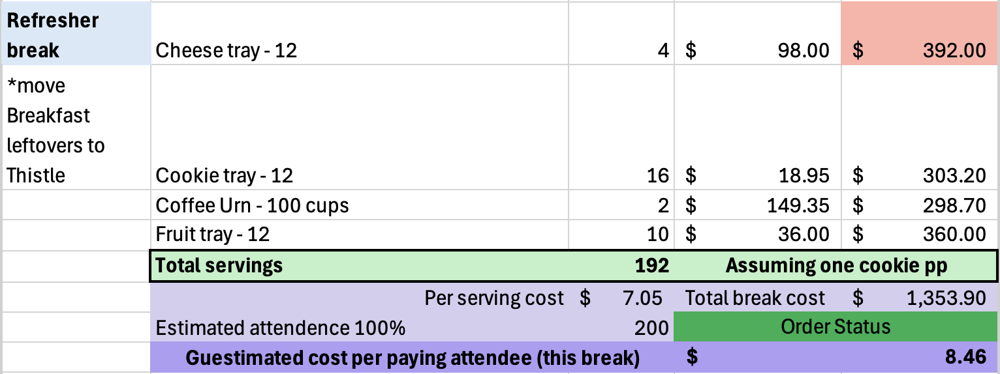 Refresher
break Cheese tray - 12 4 $ 98.00 $ 392.00
*move
Breakfast
leftovers to
Thistle Cookie tray - 12 16 $ 18.95 $ 303.20
Coffee Urn - 100 cups 2 $ 149.35 $ 298.70
Fruit tray - 12 10 $ 36.00 $ 360.00
Total servings 192 Assuming one cookie pp
Per serving cost $ 7.05 Total break cost $ 1,353.90
Estimated attendence 100% 200 Order Status
Guestimated cost per paying attendee (this break) $ 8.46